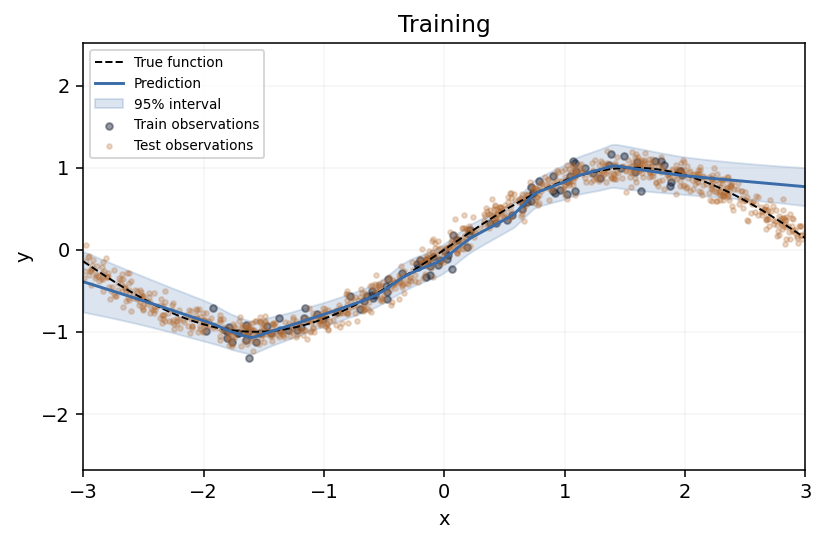 Training
True function
Prediction
95% interval
Train observations
Test observations
2
1
0
−1
−2
y
−3
−2
−1
0
1
2
3
x